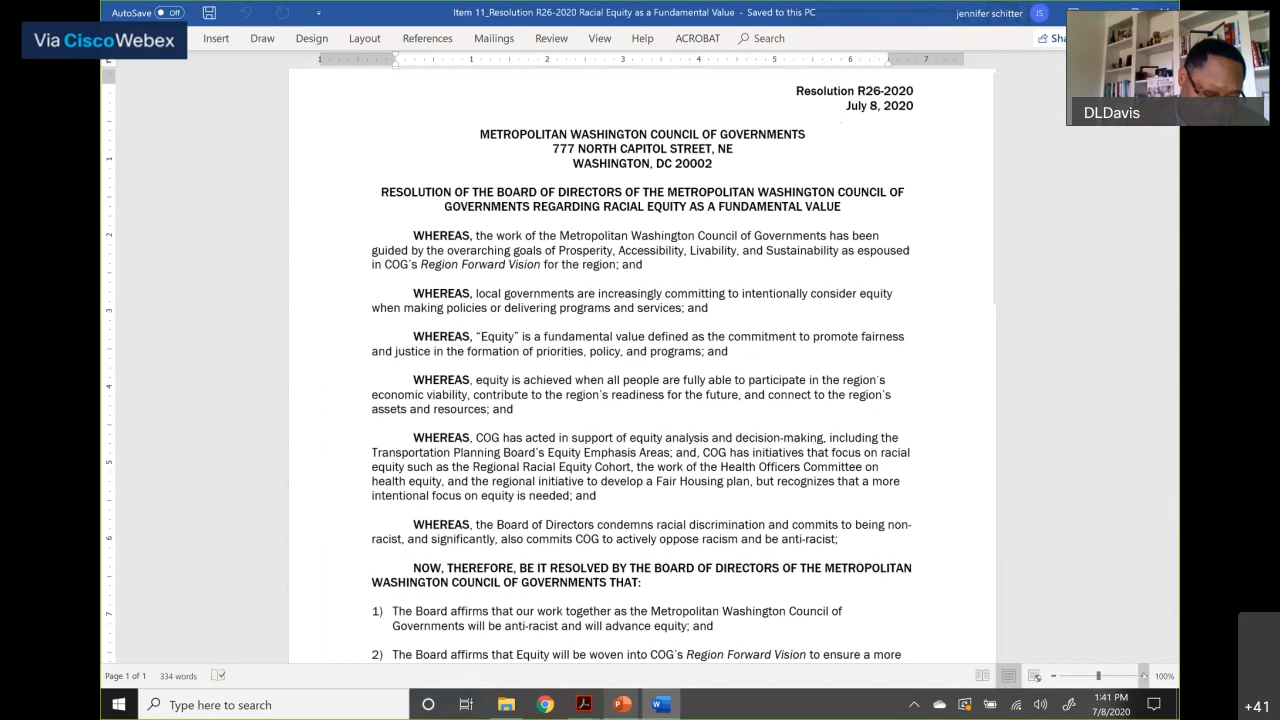 AutoSave Off
Item 11_Resolution R26-2020 Racial Equity as a Fundamental Value - Saved to this PC
jennifer schitter JS
Via Cisco Webex
Insert Draw Design Layout References Mailings Review View Help ACROBAT Search Sha
DLDavis
1 1 2 3 4 5 6 7
Resolution R26-2020
July 8, 2020
METROPOLITAN WASHINGTON COUNCIL OF GOVERNMENTS
777 NORTH CAPITOL STREET, NE
WASHINGTON, DC 20002
RESOLUTION OF THE BOARD OF DIRECTORS OF THE METROPOLITAN WASHINGTON COUNCIL OF
GOVERNMENTS REGARDING RACIAL EQUITY AS A FUNDAMENTAL VALUE
WHEREAS, the work of the Metropolitan Washington Council of Governments has been
guided by the overarching goals of Prosperity, Accessibility, Livability, and Sustainability as espoused
in COG's Region Forward Vision for the region; and
WHEREAS, local governments are increasingly committing to intentionally consider equity
when making policies or delivering programs and services; and
WHEREAS, “Equity” is a fundamental value defined as the commitment to promote fairness
and justice in the formation of priorities, policy, and programs; and
WHEREAS, equity is achieved when all people are fully able to participate in the region's
economic viability, contribute to the region's readiness for the future, and connect to the region's
assets and resources; and
WHEREAS, COG has acted in support of equity analysis and decision-making, including the
Transportation Planning Board's Equity Emphasis Areas; and, COG has initiatives that focus on racial
equity such as the Regional Racial Equity Cohort, the work of the Health Officers Committee on
health equity, and the regional initiative to develop a Fair Housing plan, but recognizes that a more
intentional focus on equity is needed; and
WHEREAS, the Board of Directors condemns racial discrimination and commits to being non-
racist, and significantly, also commits COG to actively oppose racism and be anti-racist;
NOW, THEREFORE, BE IT RESOLVED BY THE BOARD OF DIRECTORS OF THE METROPOLITAN
WASHINGTON COUNCIL OF GOVERNMENTS THAT:
1) The Board affirms that our work together as the Metropolitan Washington Council of
Governments will be anti-racist and will advance equity; and
2) The Board affirms that Equity will be woven into COG's Region Forward Vision to ensure a more
Page 1 of 1 334 words
100%
Type here to search
1:41 PM
7/8/2020
+41